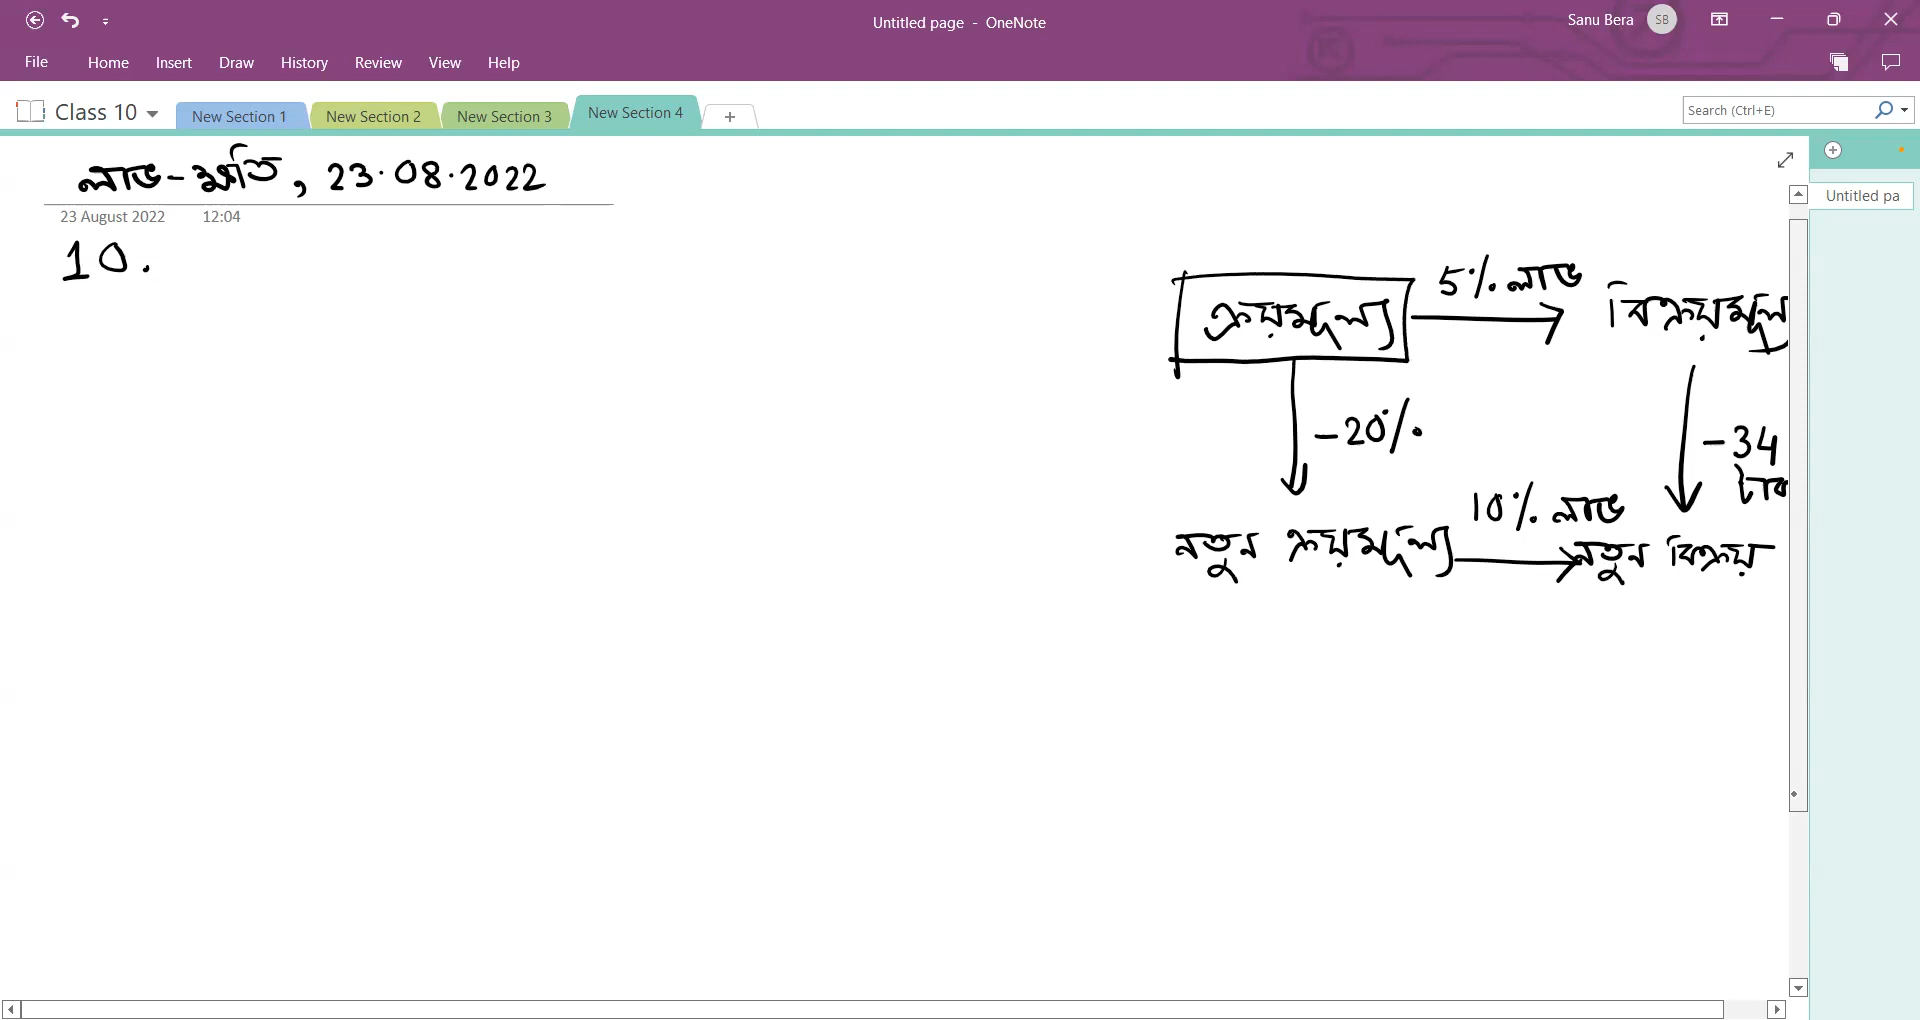 Untitled page - OneNote
Sanu Bera SB
File Home Insert Draw History Review View Help
Class 10 New Section 1 New Section 2 New Section 3 New Section 4 +
Search (Ctrl+E)
লাভ-ক্ষতি, 23.08.2022
Untitled pa
23 August 2022 12:04
10.
5%. লাভ
ক্রয়মূল্য বিক্রয়মূল্য
-20%. -34
10%. লাভ
নতুন ক্রয়মূল্য নতুন বিক্রয়